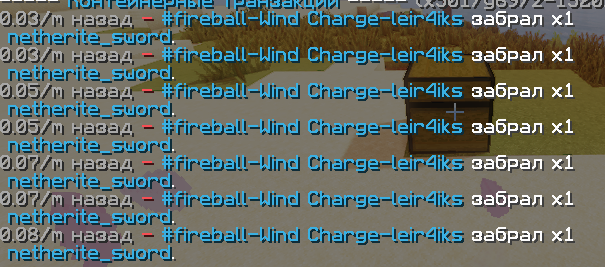 ----- Контейнерные Транзакции -----
0.03/m назад - #fireball-Wind Charge-leir4iks забрал x1
netherite_sword.
0.03/m назад - #fireball-Wind Charge-leir4iks забрал x1
netherite_sword.
0.05/m назад - #fireball-Wind Charge-leir4iks забрал x1
netherite_sword.
0.05/m назад - #fireball-Wind Charge-leir4iks забрал x1
netherite_sword.
0.07/m назад - #fireball-Wind Charge-leir4iks забрал x1
netherite_sword.
0.07/m назад - #fireball-Wind Charge-leir4iks забрал x1
netherite_sword.
0.08/m назад - #fireball-Wind Charge-leir4iks забрал x1
netherite_sword.